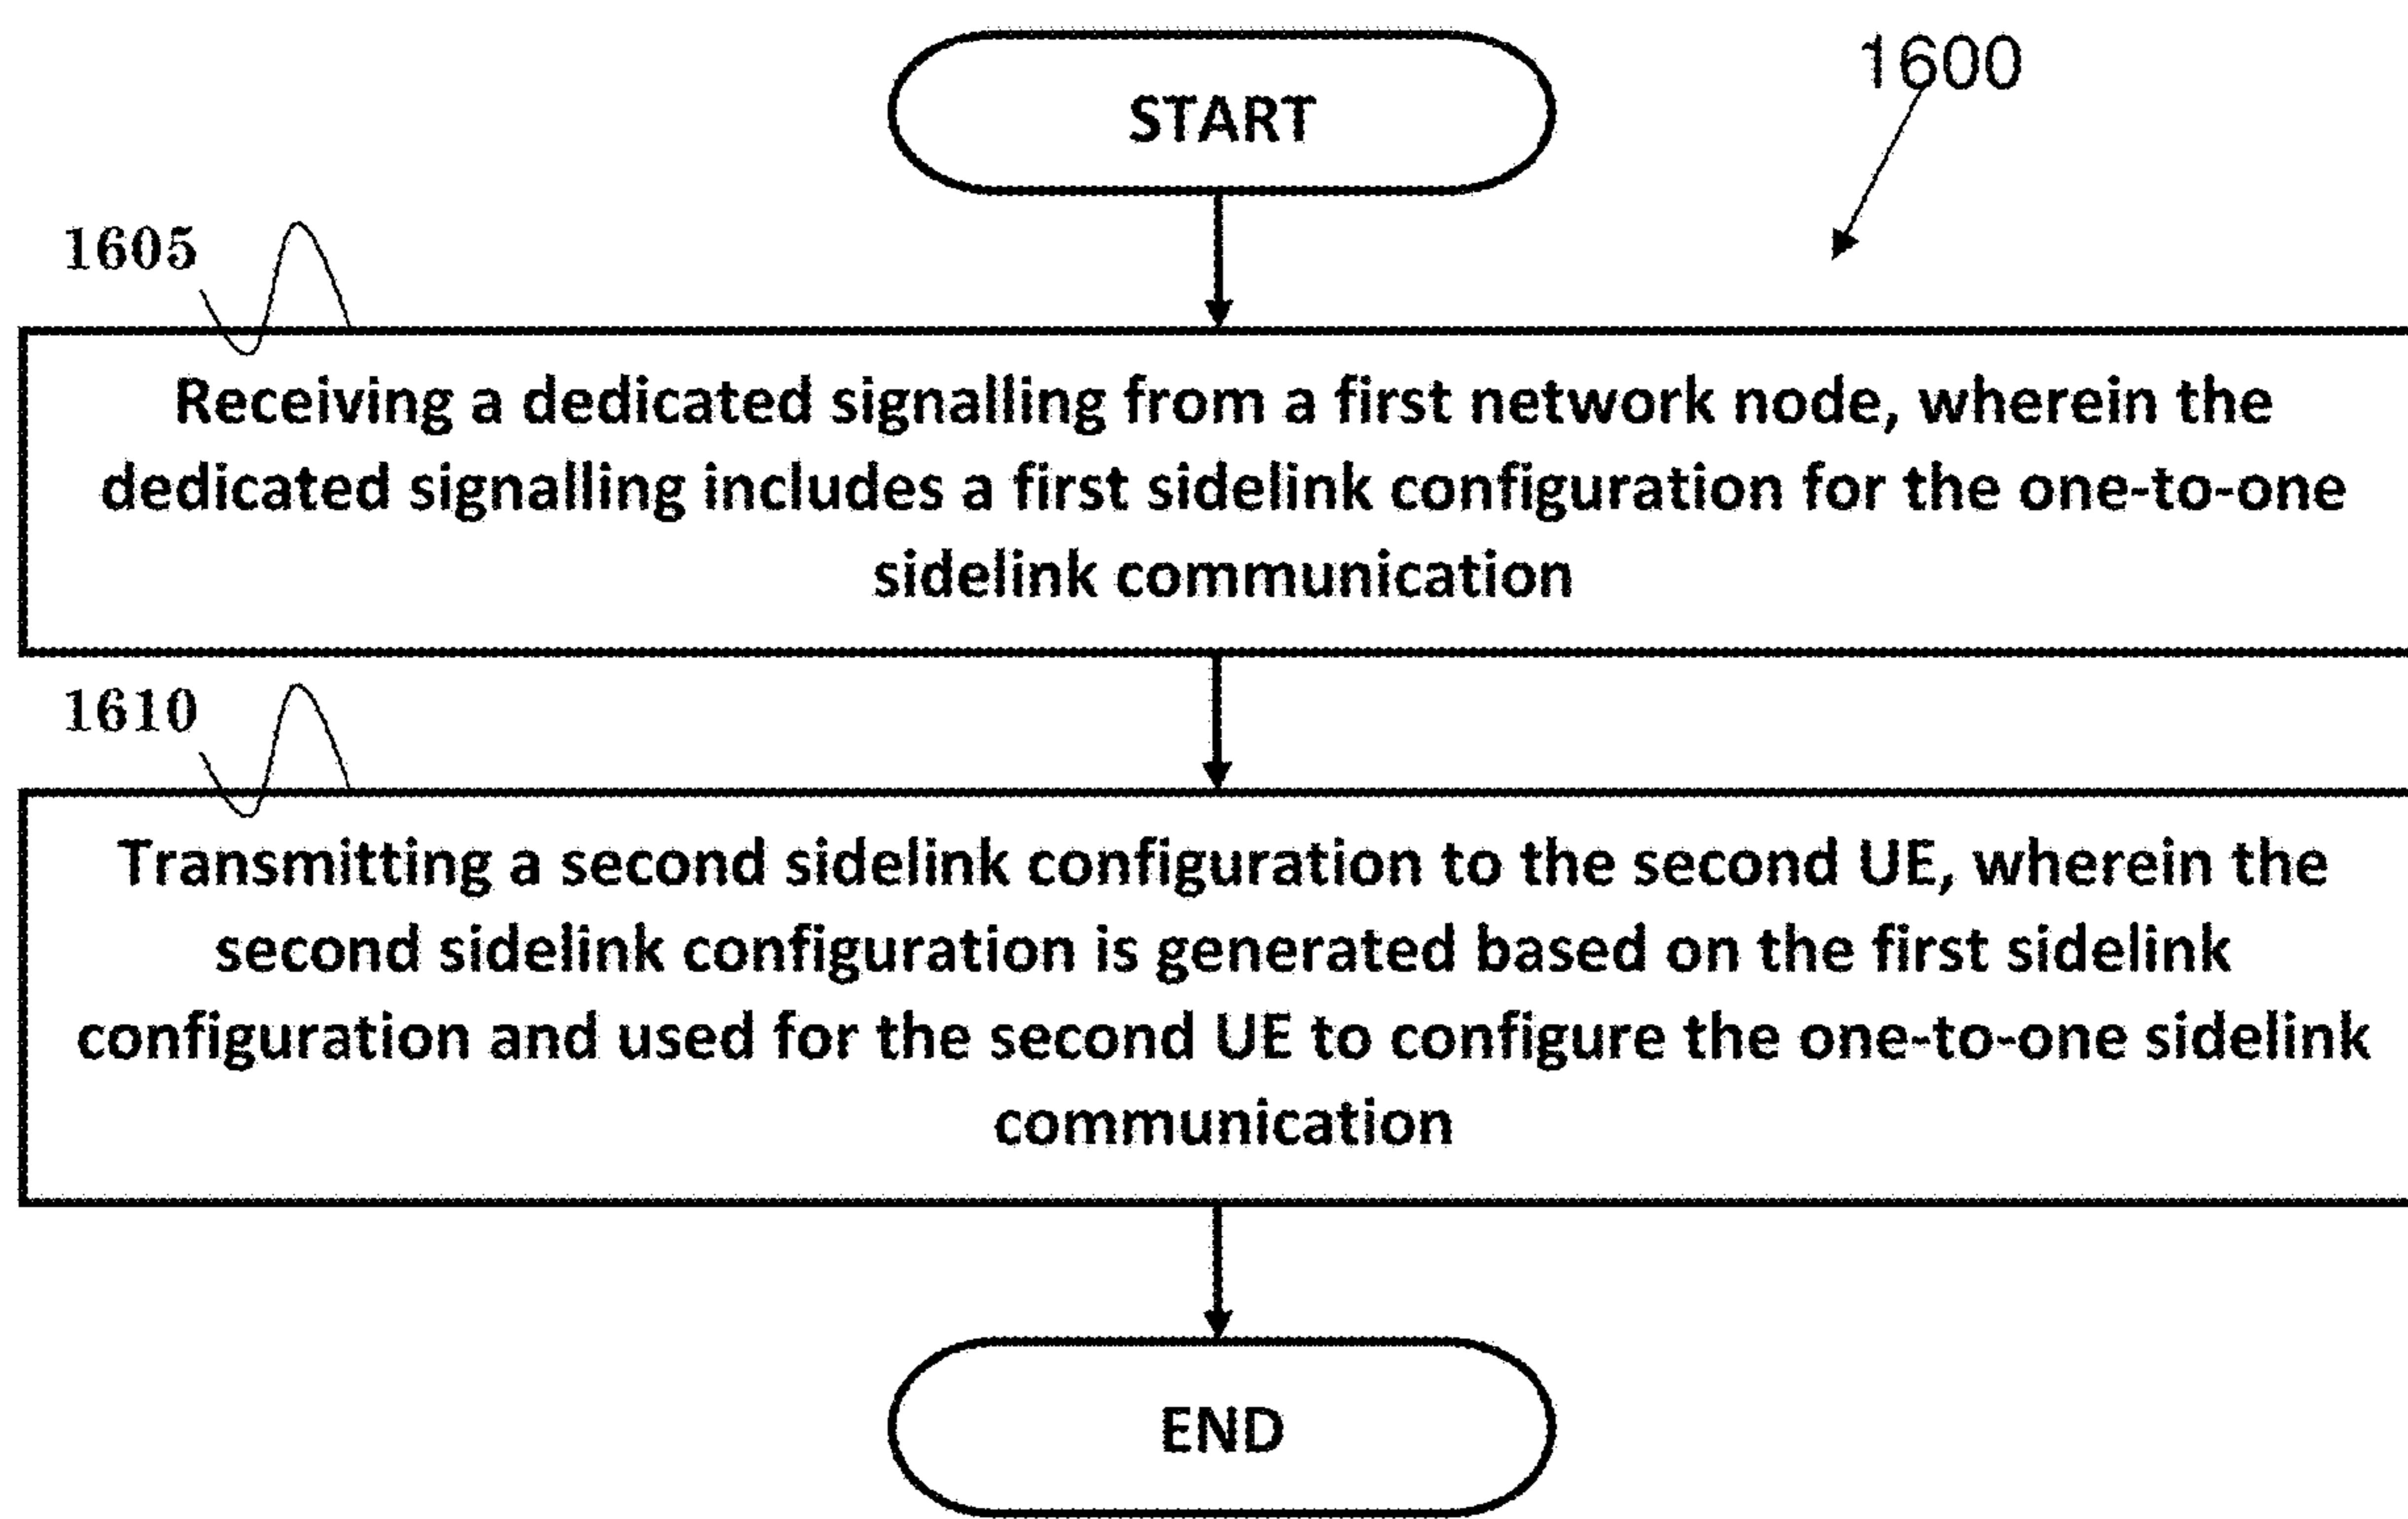 START
1600
1605
Receiving a dedicated signalling from a first network node, wherein the
dedicated signalling includes a first sidelink configuration for the one-to-one
sidelink communication
1610
Transmitting a second sidelink configuration to the second UE, wherein the
second sidelink configuration is generated based on the first sidelink
configuration and used for the second UE to configure the one-to-one sidelink
communication
END